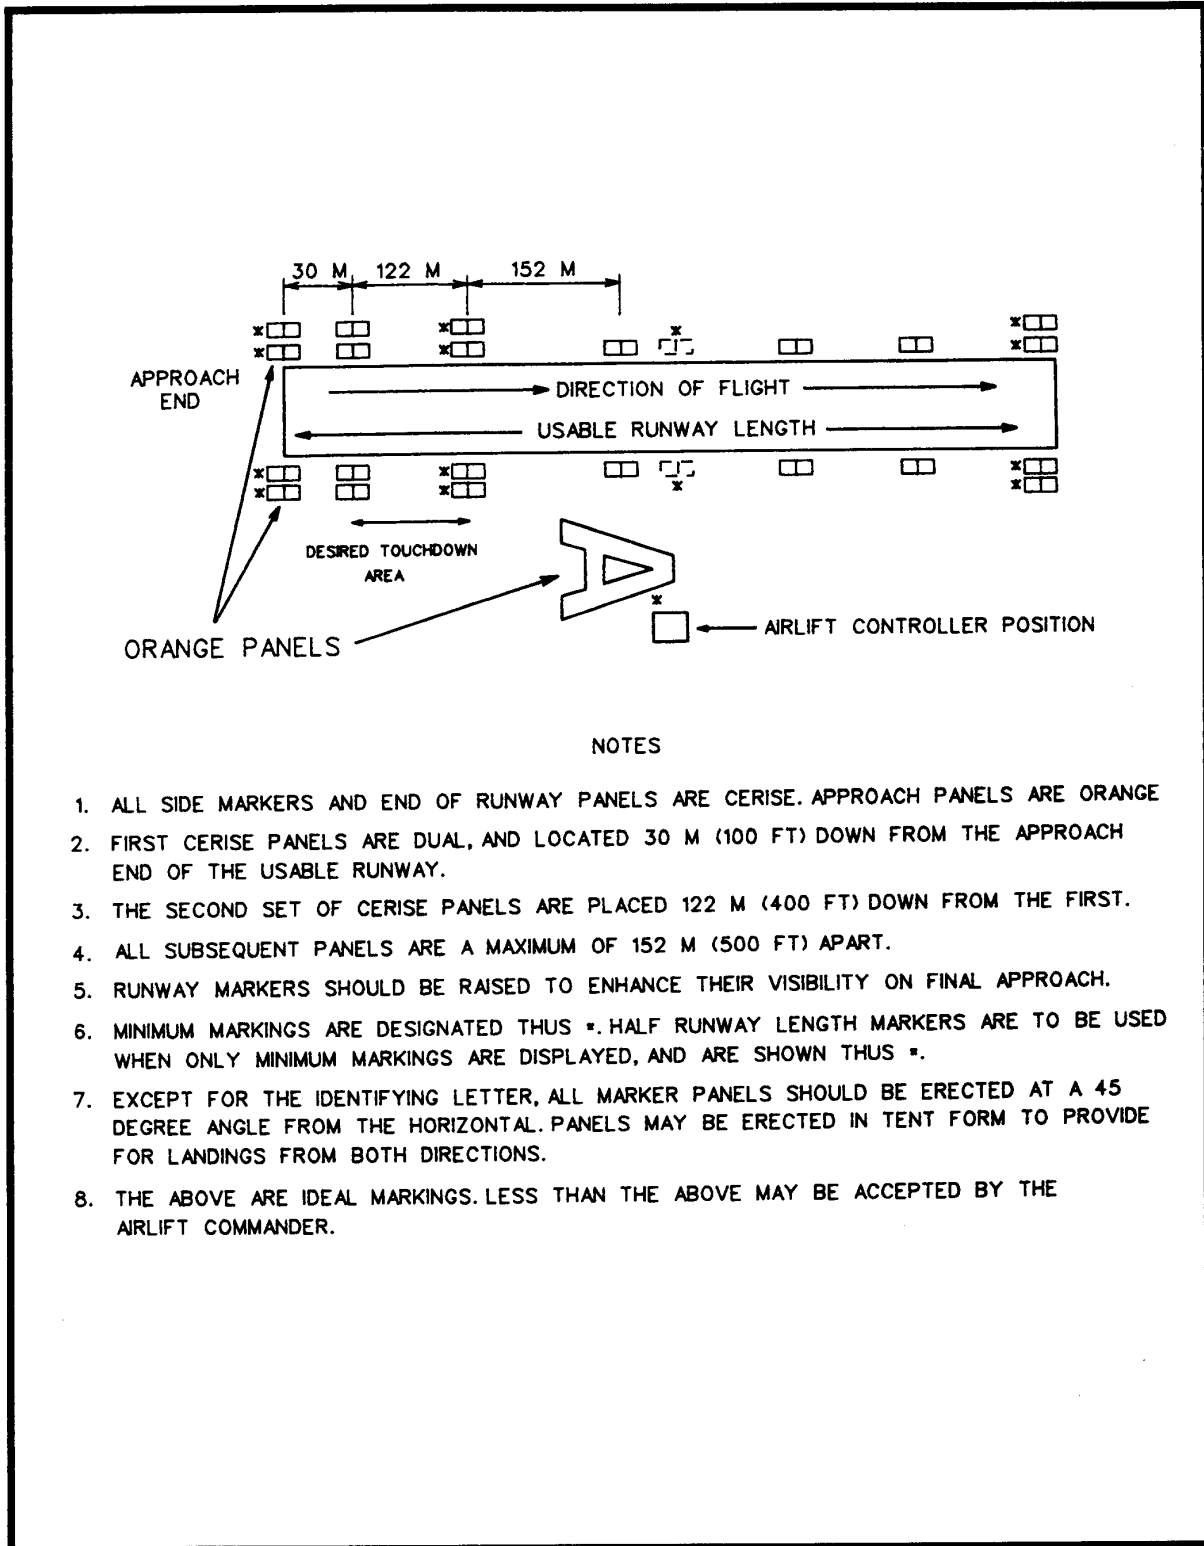 30 M 122 M 152 M
* *
*
* * *
APPROACH
END
DIRECTION OF FLIGHT
USABLE RUNWAY LENGTH
* * *
* * * *
DESIRED TOUCHDOWN
AREA
A
*
ORANGE PANELS
AIRLIFT CONTROLLER POSITION
NOTES
1. ALL SIDE MARKERS AND END OF RUNWAY PANELS ARE CERISE. APPROACH PANELS ARE ORANGE
2. FIRST CERISE PANELS ARE DUAL, AND LOCATED 30 M (100 FT) DOWN FROM THE APPROACH
END OF THE USABLE RUNWAY.
3. THE SECOND SET OF CERISE PANELS ARE PLACED 122 M (400 FT) DOWN FROM THE FIRST.
4. ALL SUBSEQUENT PANELS ARE A MAXIMUM OF 152 M (500 FT) APART.
5. RUNWAY MARKERS SHOULD BE RAISED TO ENHANCE THEIR VISIBILITY ON FINAL APPROACH.
6. MINIMUM MARKINGS ARE DESIGNATED THUS *. HALF RUNWAY LENGTH MARKERS ARE TO BE USED
WHEN ONLY MINIMUM MARKINGS ARE DISPLAYED, AND ARE SHOWN THUS *.
7. EXCEPT FOR THE IDENTIFYING LETTER, ALL MARKER PANELS SHOULD BE ERECTED AT A 45
DEGREE ANGLE FROM THE HORIZONTAL. PANELS MAY BE ERECTED IN TENT FORM TO PROVIDE
FOR LANDINGS FROM BOTH DIRECTIONS.
8. THE ABOVE ARE IDEAL MARKINGS. LESS THAN THE ABOVE MAY BE ACCEPTED BY THE
AIRLIFT COMMANDER.